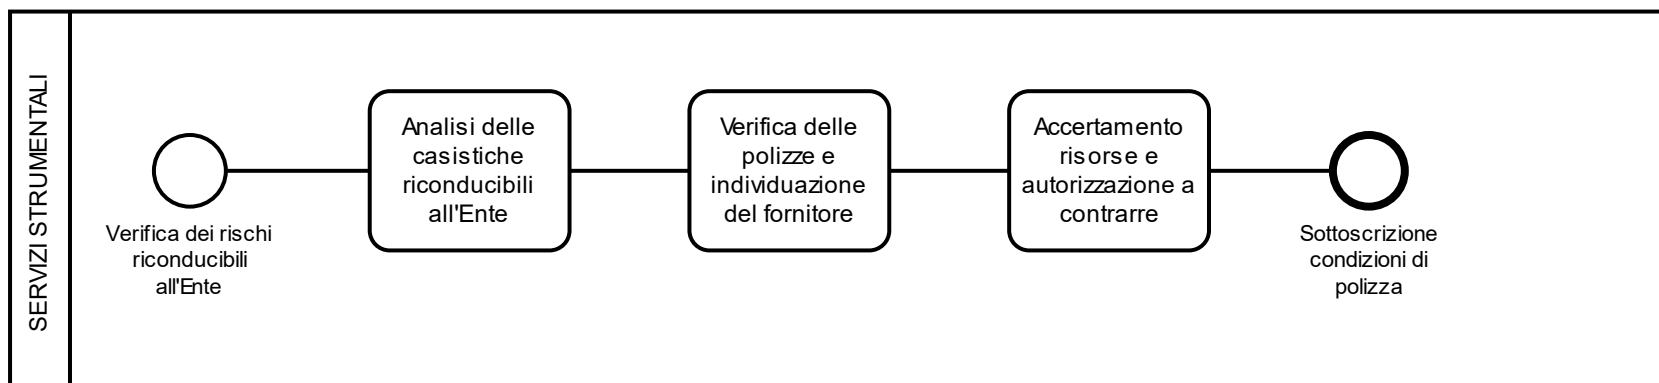 SERVIZI STRUMENTALI
Verifica dei rischi
riconducibili
all'Ente
Analisi delle
casistiche
riconducibili
all'Ente
Verifica delle
polizze e
individuazione
del fornitore
Accertamento
risorse e
autorizzazione a
contrarre
Sottoscrizione
condizioni di
polizza